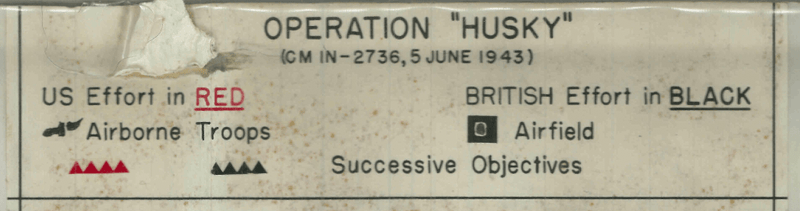 OPERATION "HUSKY"
(CM IN-2736, 5 JUNE 1943)
US Effort in RED BRITISH Effort in BLACK
Airborne Troops Airfield
Successive Objectives